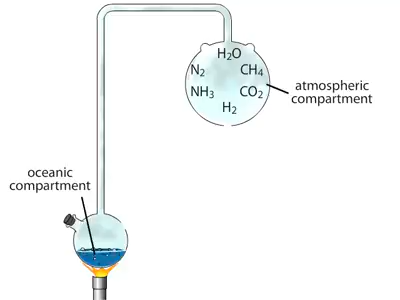 H₂O
N₂ CH₄
NH₃ CO₂
H₂
atmospheric
compartment
oceanic
compartment